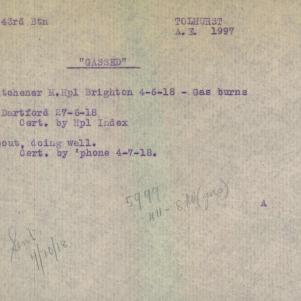 43rd Btn TOLHURST
A.E. 1997
"GASSED"
tchener M.Hpl Brighton 4-6-18 - Gas burns
Dartford 27-6-18
Cert. by Hpl Index
out, doing well.
Cert. by 'phone 4-7-18.
5999
A